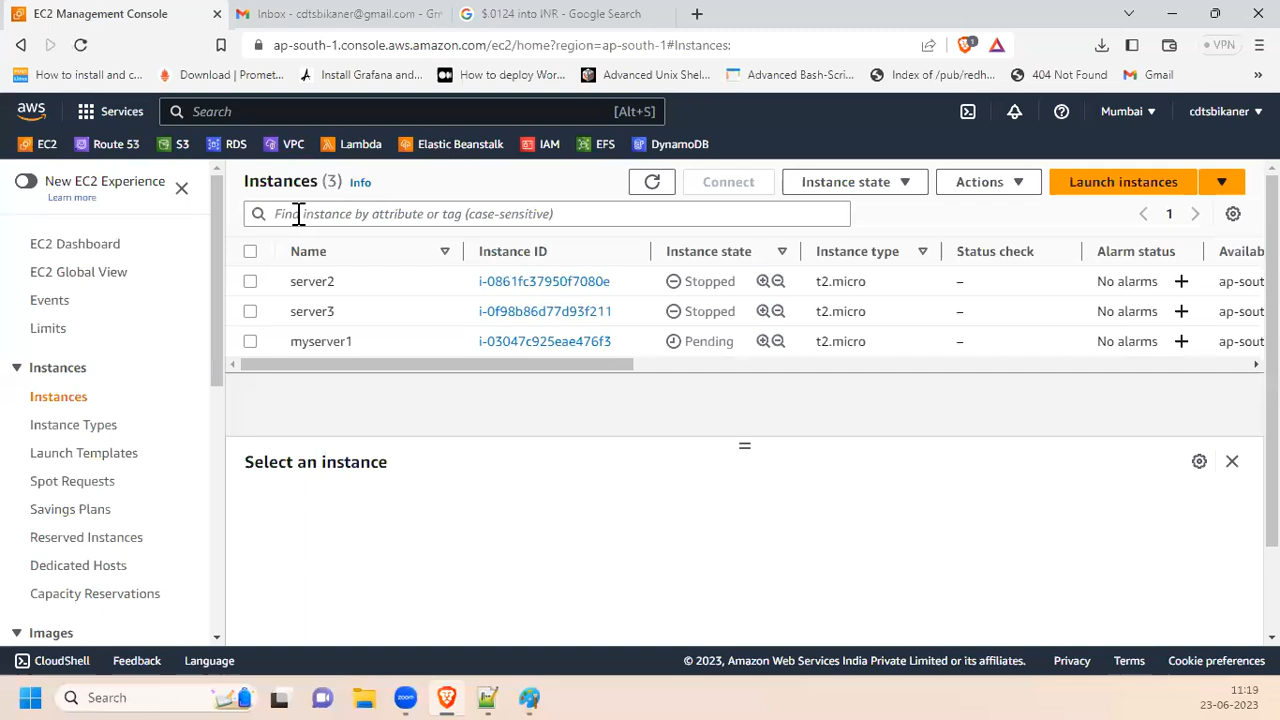 EC2 Management Console
Inbox - cdtsbikaner@gmail.com - Gm
$.0124 into INR - Google Search
ap-south-1.console.aws.amazon.com/ec2/home?region=ap-south-1#Instances:
VPN
How to install and c...
Download | Promet...
Install Grafana and...
How to deploy Wor...
Advanced Unix Shel...
Advanced Bash-Scri...
Index of /pub/redh...
404 Not Found
Gmail
aws
Services
Search
[Alt+S]
Mumbai
cdtsbikaner
EC2
Route 53
S3
RDS
VPC
Lambda
Elastic Beanstalk
IAM
EFS
DynamoDB
New EC2 Experience
Learn more
EC2 Dashboard
EC2 Global View
Events
Limits
Instances
Instances
Instance Types
Launch Templates
Spot Requests
Savings Plans
Reserved Instances
Dedicated Hosts
Capacity Reservations
Images
Instances (3) Info
Connect
Instance state
Actions
Launch instances
Find instance by attribute or tag (case-sensitive)
1
Name Instance ID Instance state Instance type Status check Alarm status Availab
server2 i-0861fc37950f7080e Stopped t2.micro – No alarms + ap-sout
server3 i-0f98b86d77d93f211 Stopped t2.micro – No alarms + ap-sout
myserver1 i-03047c925eae476f3 Pending t2.micro – No alarms + ap-sout
Select an instance
CloudShell
Feedback
Language
© 2023, Amazon Web Services India Private Limited or its affiliates.
Privacy
Terms
Cookie preferences
Search
zoom
11:19
23-06-2023